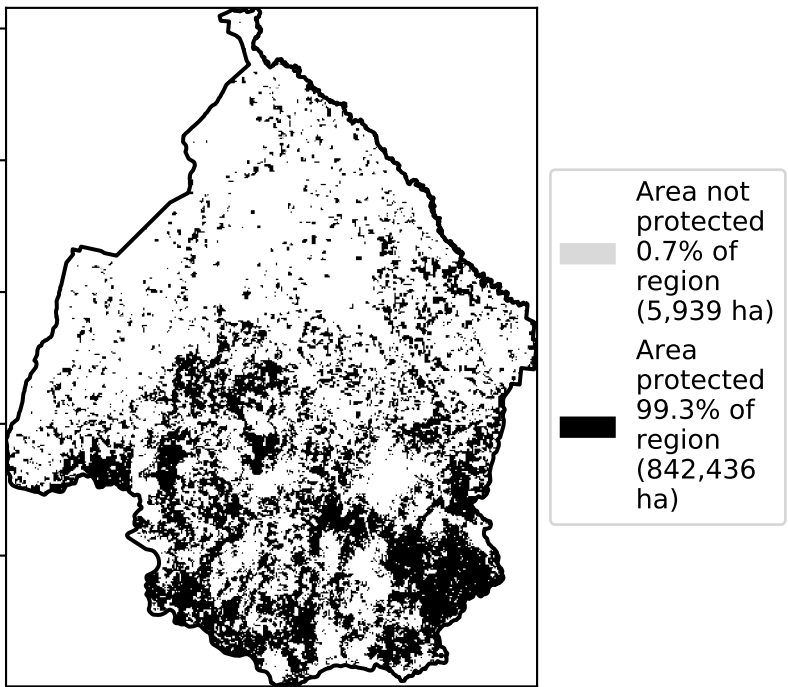 Area not
protected
0.7% of
region
(5,939 ha)
Area
protected
99.3% of
region
(842,436
ha)